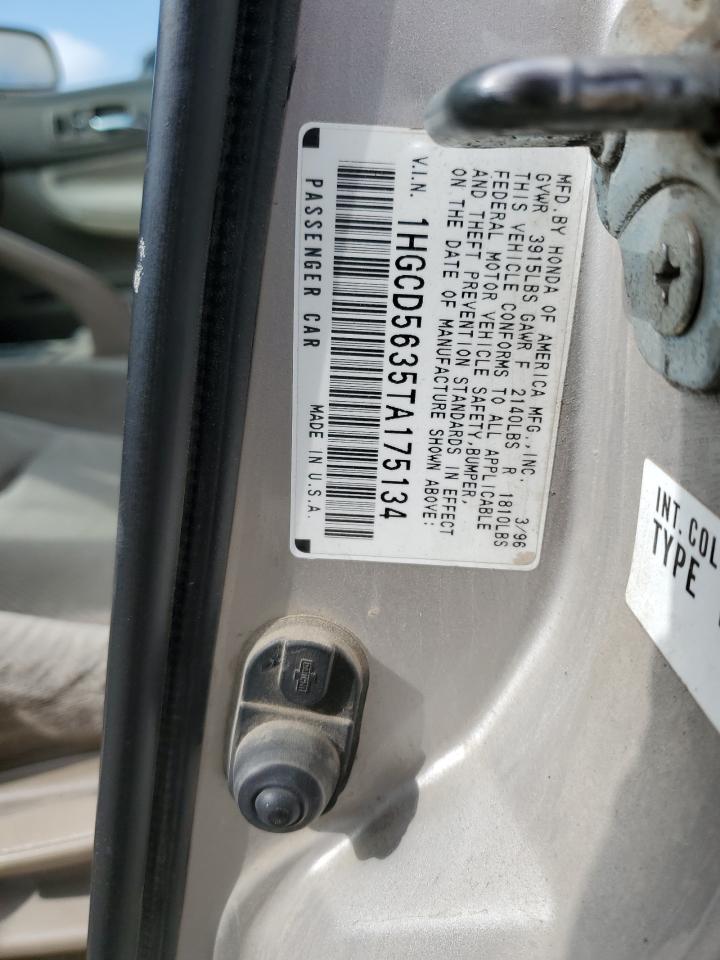 MFD. BY HONDA OF AMERICA MFG., INC. 3/96
GVWR 3915LBS GAWR F 2140LBS R 1810LBS
THIS VEHICLE CONFORMS TO ALL APPLICABLE
FEDERAL MOTOR VEHICLE SAFETY, BUMPER,
AND THEFT PREVENTION STANDARDS IN EFFECT
ON THE DATE OF MANUFACTURE SHOWN ABOVE:
V.I.N. 1HGCD5635TA175134
PASSENGER CAR MADE IN U.S.A.
INT. COL
TYPE